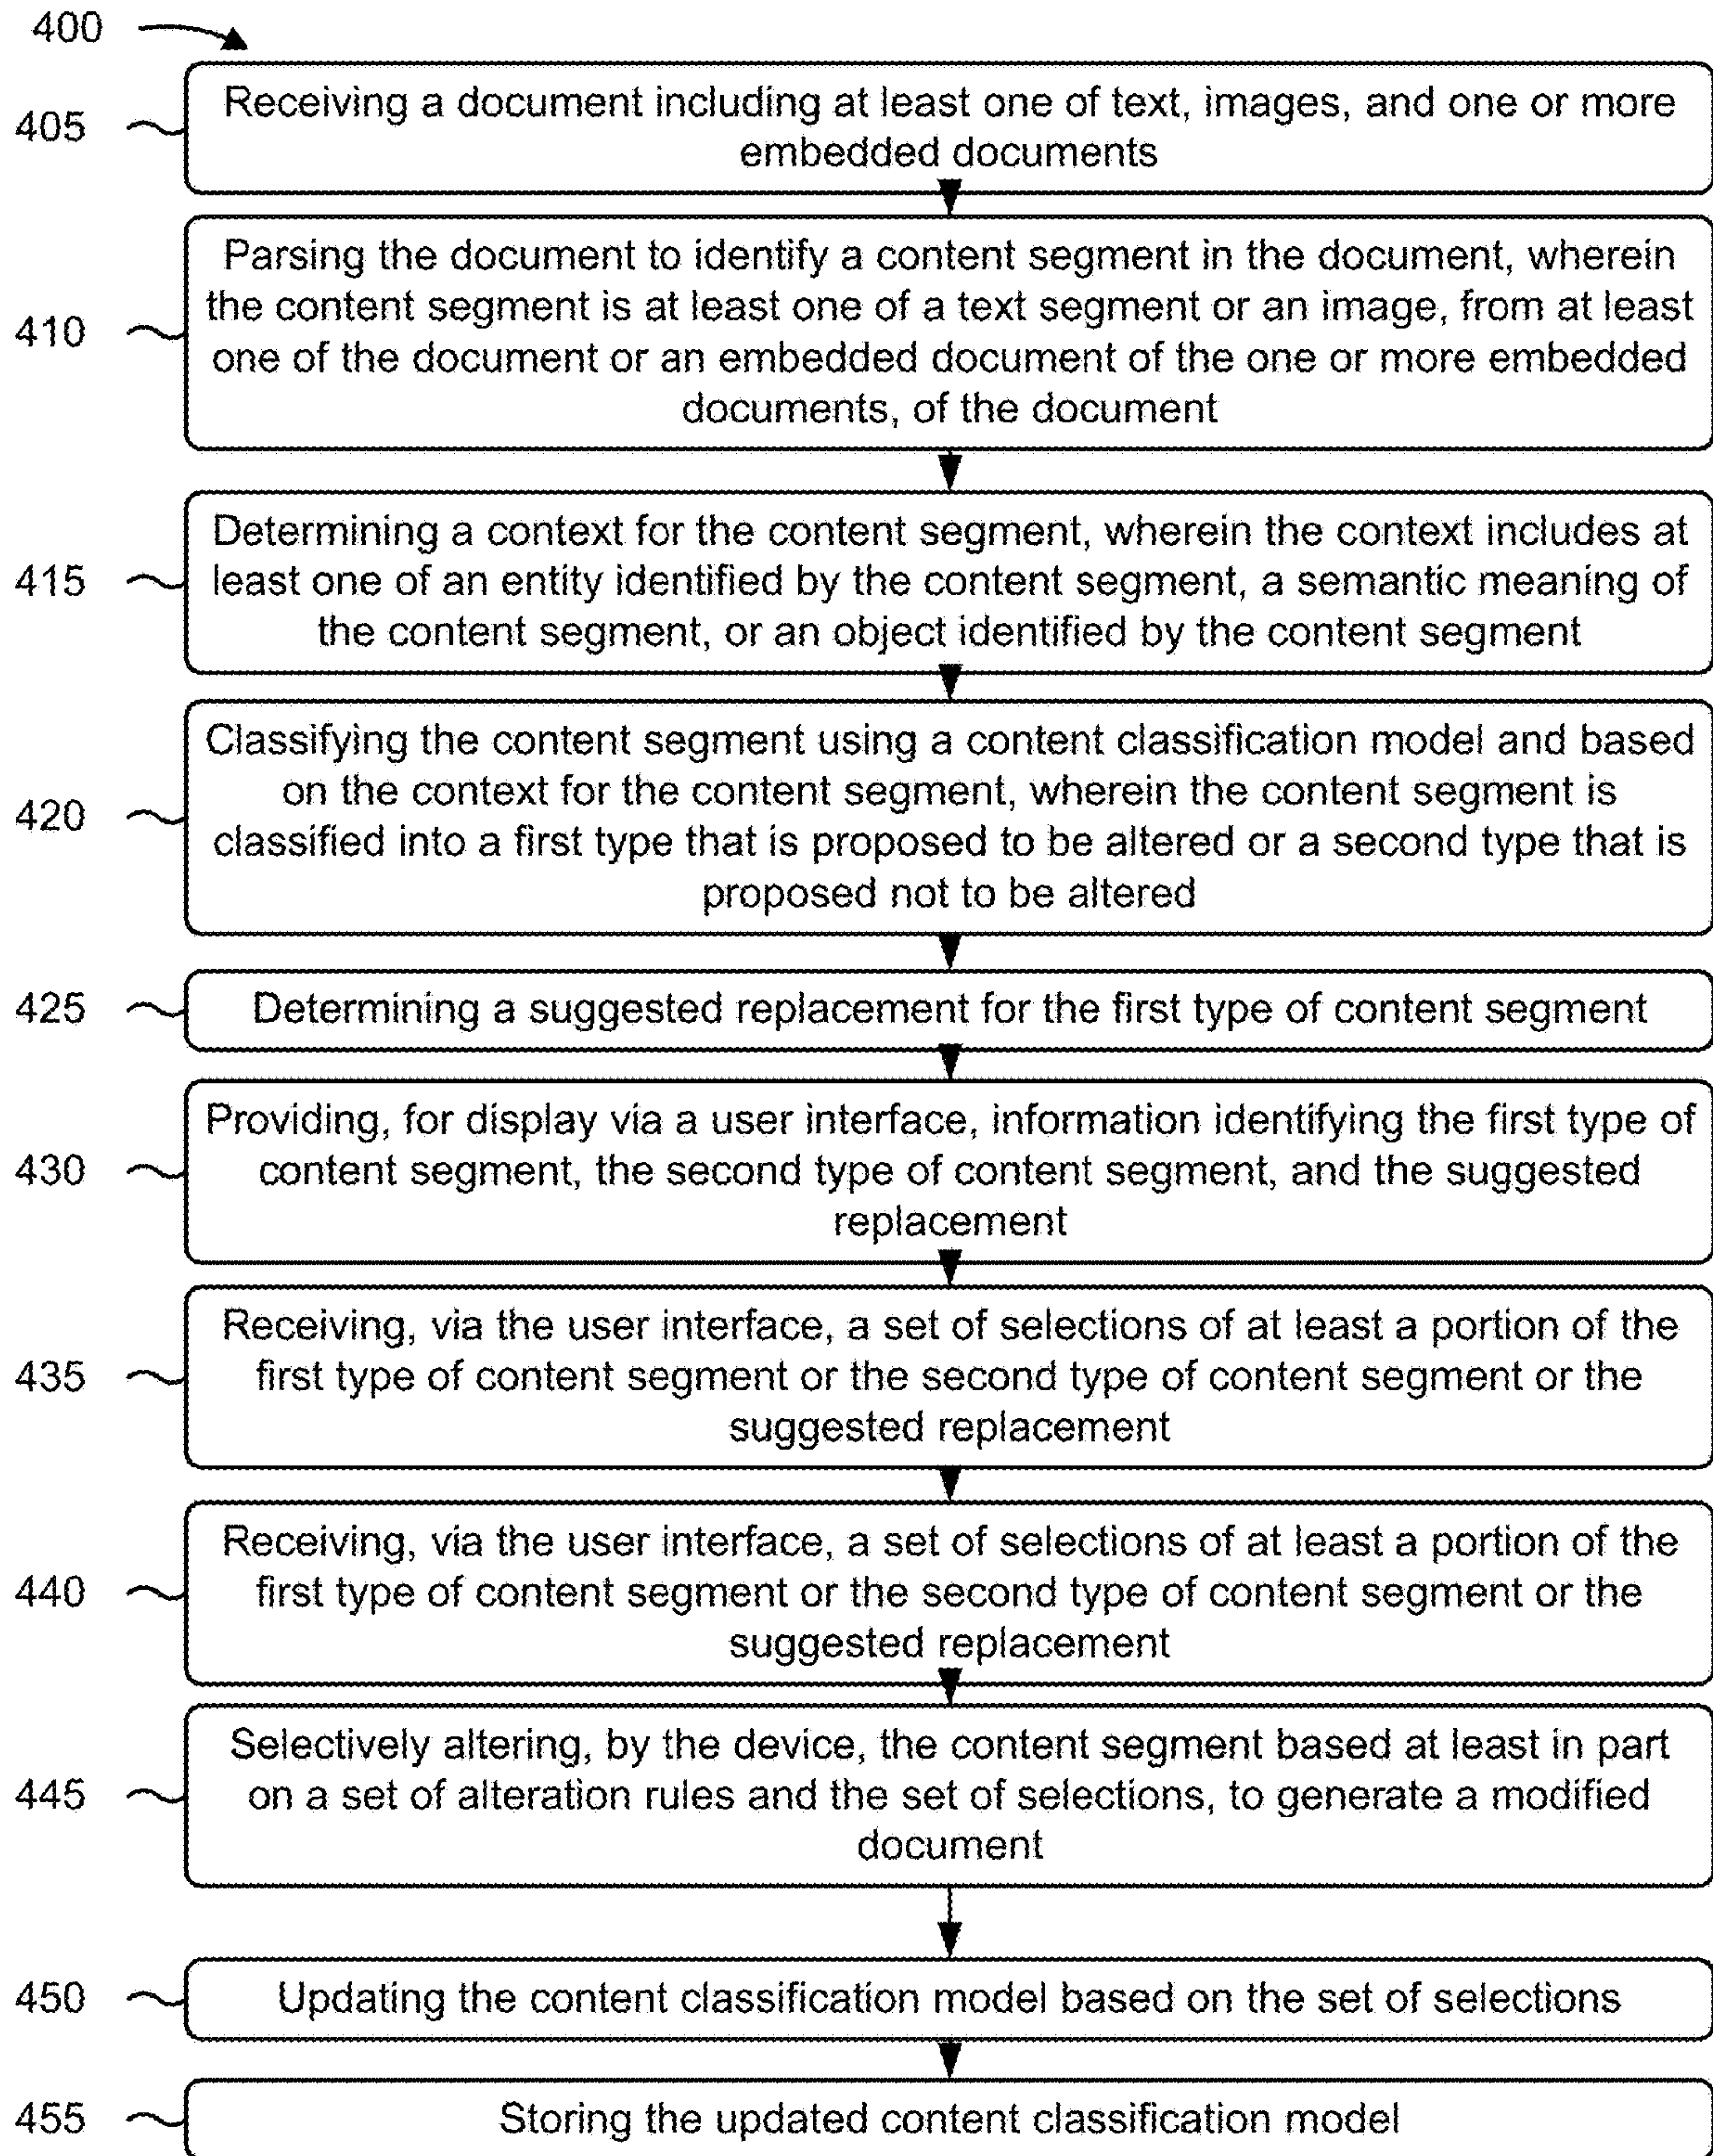 400
405
Receiving a document including at least one of text, images, and one or more
embedded documents
410
Parsing the document to identify a content segment in the document, wherein
the content segment is at least one of a text segment or an image, from at least
one of the document or an embedded document of the one or more embedded
documents, of the document
415
Determining a context for the content segment, wherein the context includes at
least one of an entity identified by the content segment, a semantic meaning of
the content segment, or an object identified by the content segment
420
Classifying the content segment using a content classification model and based
on the context for the content segment, wherein the content segment is
classified into a first type that is proposed to be altered or a second type that is
proposed not to be altered
425
Determining a suggested replacement for the first type of content segment
430
Providing, for display via a user interface, information identifying the first type of
content segment, the second type of content segment, and the suggested
replacement
435
Receiving, via the user interface, a set of selections of at least a portion of the
first type of content segment or the second type of content segment or the
suggested replacement
440
Receiving, via the user interface, a set of selections of at least a portion of the
first type of content segment or the second type of content segment or the
suggested replacement
445
Selectively altering, by the device, the content segment based at least in part
on a set of alteration rules and the set of selections, to generate a modified
document
450
Updating the content classification model based on the set of selections
455
Storing the updated content classification model